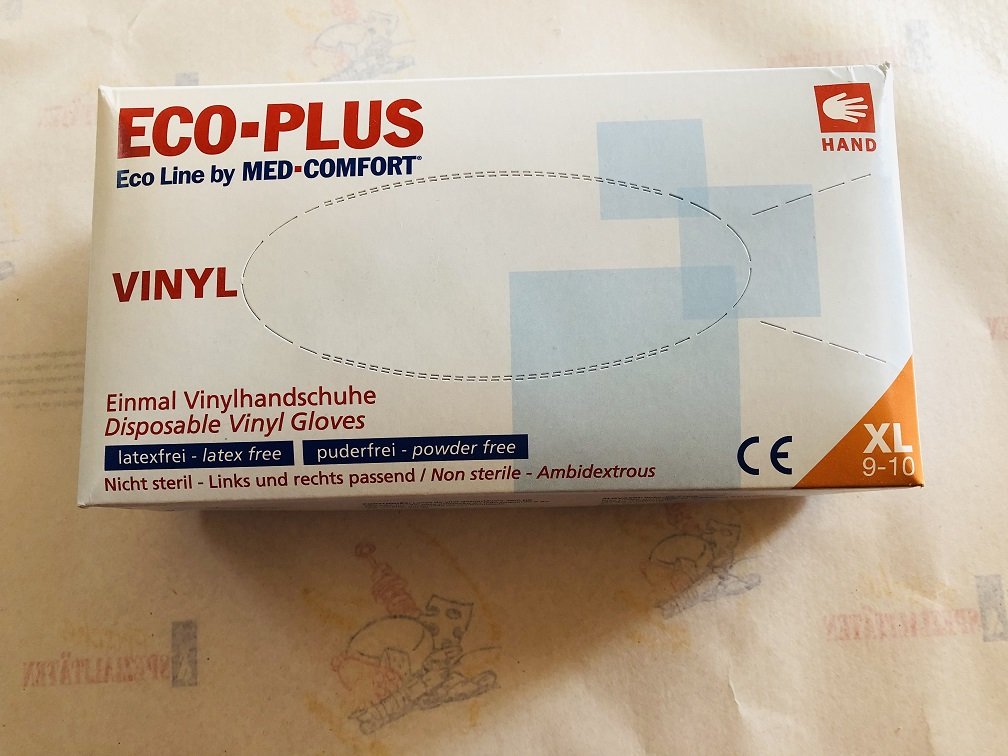 ECO-PLUS
Eco Line by MED-COMFORT®
HAND
VINYL
Einmal Vinylhandschuhe
Disposable Vinyl Gloves
latexfrei - latex free puderfrei - powder free
Nicht steril - Links und rechts passend / Non sterile - Ambidextrous
CE
XL
9-10
SPEZIALITÄTEN